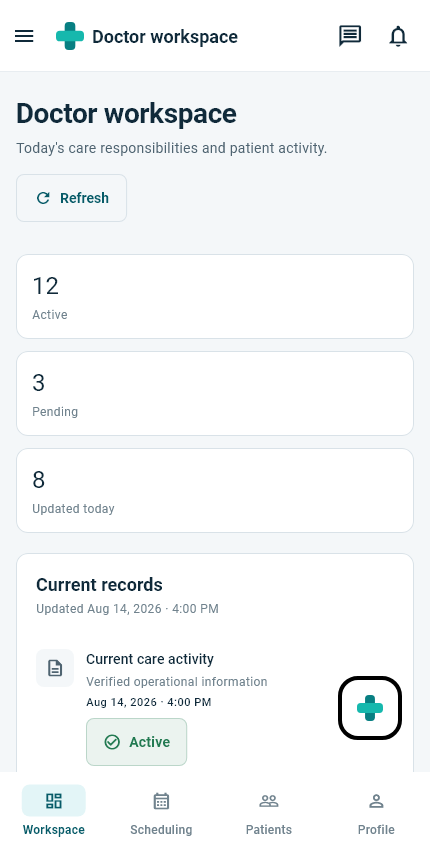 Doctor workspace
Doctor workspace
Today's care responsibilities and patient activity.
Refresh
12
Active
3
Pending
8
Updated today
Current records
Updated Aug 14, 2026 · 4:00 PM
Current care activity
Verified operational information
Aug 14, 2026 · 4:00 PM
Active
Workspace
Scheduling
Patients
Profile